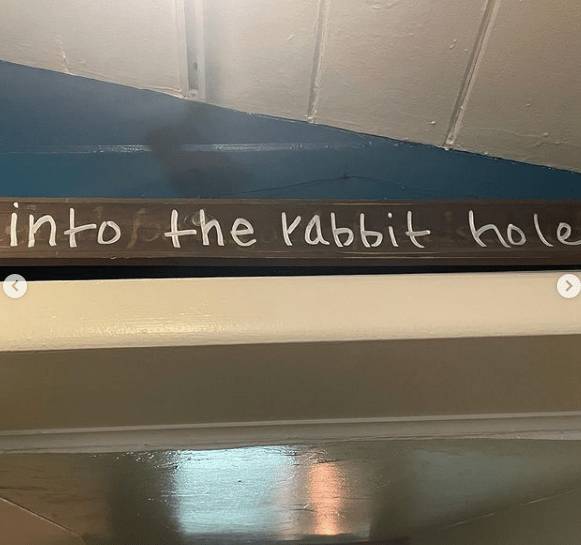 into the rabbit hole